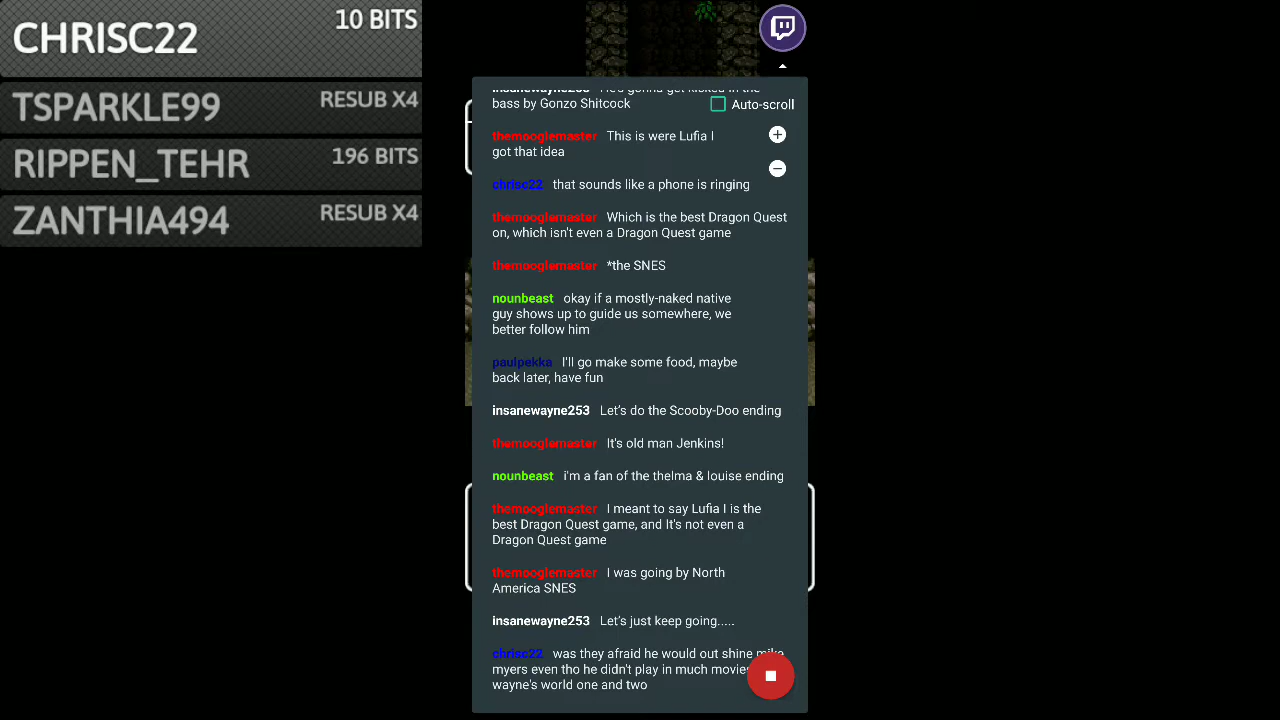 CHRISC22
10 BITS
TSPARKLE99
RESUB X4
RIPPEN_TEHR
196 BITS
ZANTHIA494
RESUB X4
bass by Gonzo Shitcock
Auto-scroll
themooglemaster This is were Lufia I
got that idea
chrisc22 that sounds like a phone is ringing
themooglemaster Which is the best Dragon Quest
on, which isn't even a Dragon Quest game
themooglemaster *the SNES
nounbeast okay if a mostly-naked native
guy shows up to guide us somewhere, we
better follow him
paulpekka I'll go make some food, maybe
back later, have fun
insanewayne253 Let's do the Scooby-Doo ending
themooglemaster It's old man Jenkins!
nounbeast i'm a fan of the thelma & louise ending
themooglemaster I meant to say Lufia I is the
best Dragon Quest game, and It's not even a
Dragon Quest game
themooglemaster I was going by North
America SNES
insanewayne253 Let's just keep going.....
chrisc22 was they afraid he would out shine mike
myers even tho he didn't play in much movies
wayne's world one and two